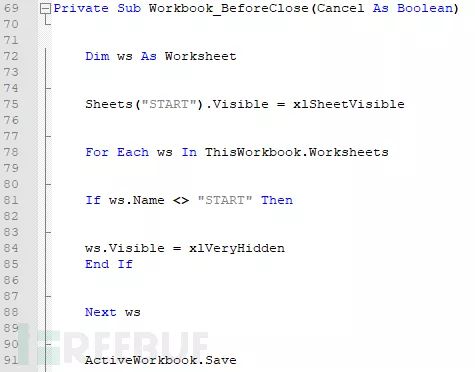 69 Private Sub Workbook_BeforeClose(Cancel As Boolean)
70
71
72 Dim ws As Worksheet
73
74
75 Sheets("START").Visible = xlSheetVisible
76
77
78 For Each ws In ThisWorkbook.Worksheets
79
80
81 If ws.Name <> "START" Then
82
83
84 ws.Visible = xlVeryHidden
85 End If
86
87
88 Next ws
89
90
91 ActiveWorkbook.Save
REEBUF